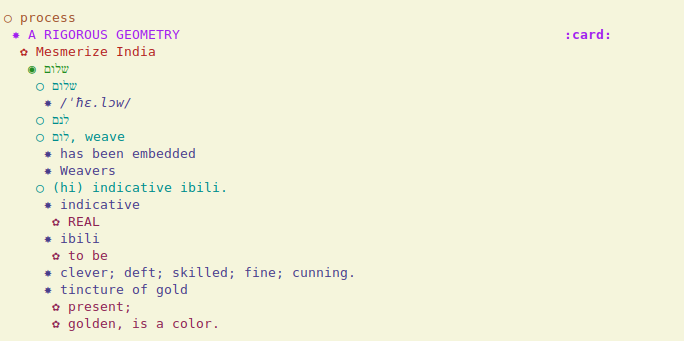 process
A RIGOROUS GEOMETRY :card:
Mesmerize India
שלום
שלום
/ˈħɛ.lɔw/
לנם
לום, weave
has been embedded
Weavers
(hi) indicative ibili.
indicative
REAL
ibili
to be
clever; deft; skilled; fine; cunning.
tincture of gold
present;
golden, is a color.